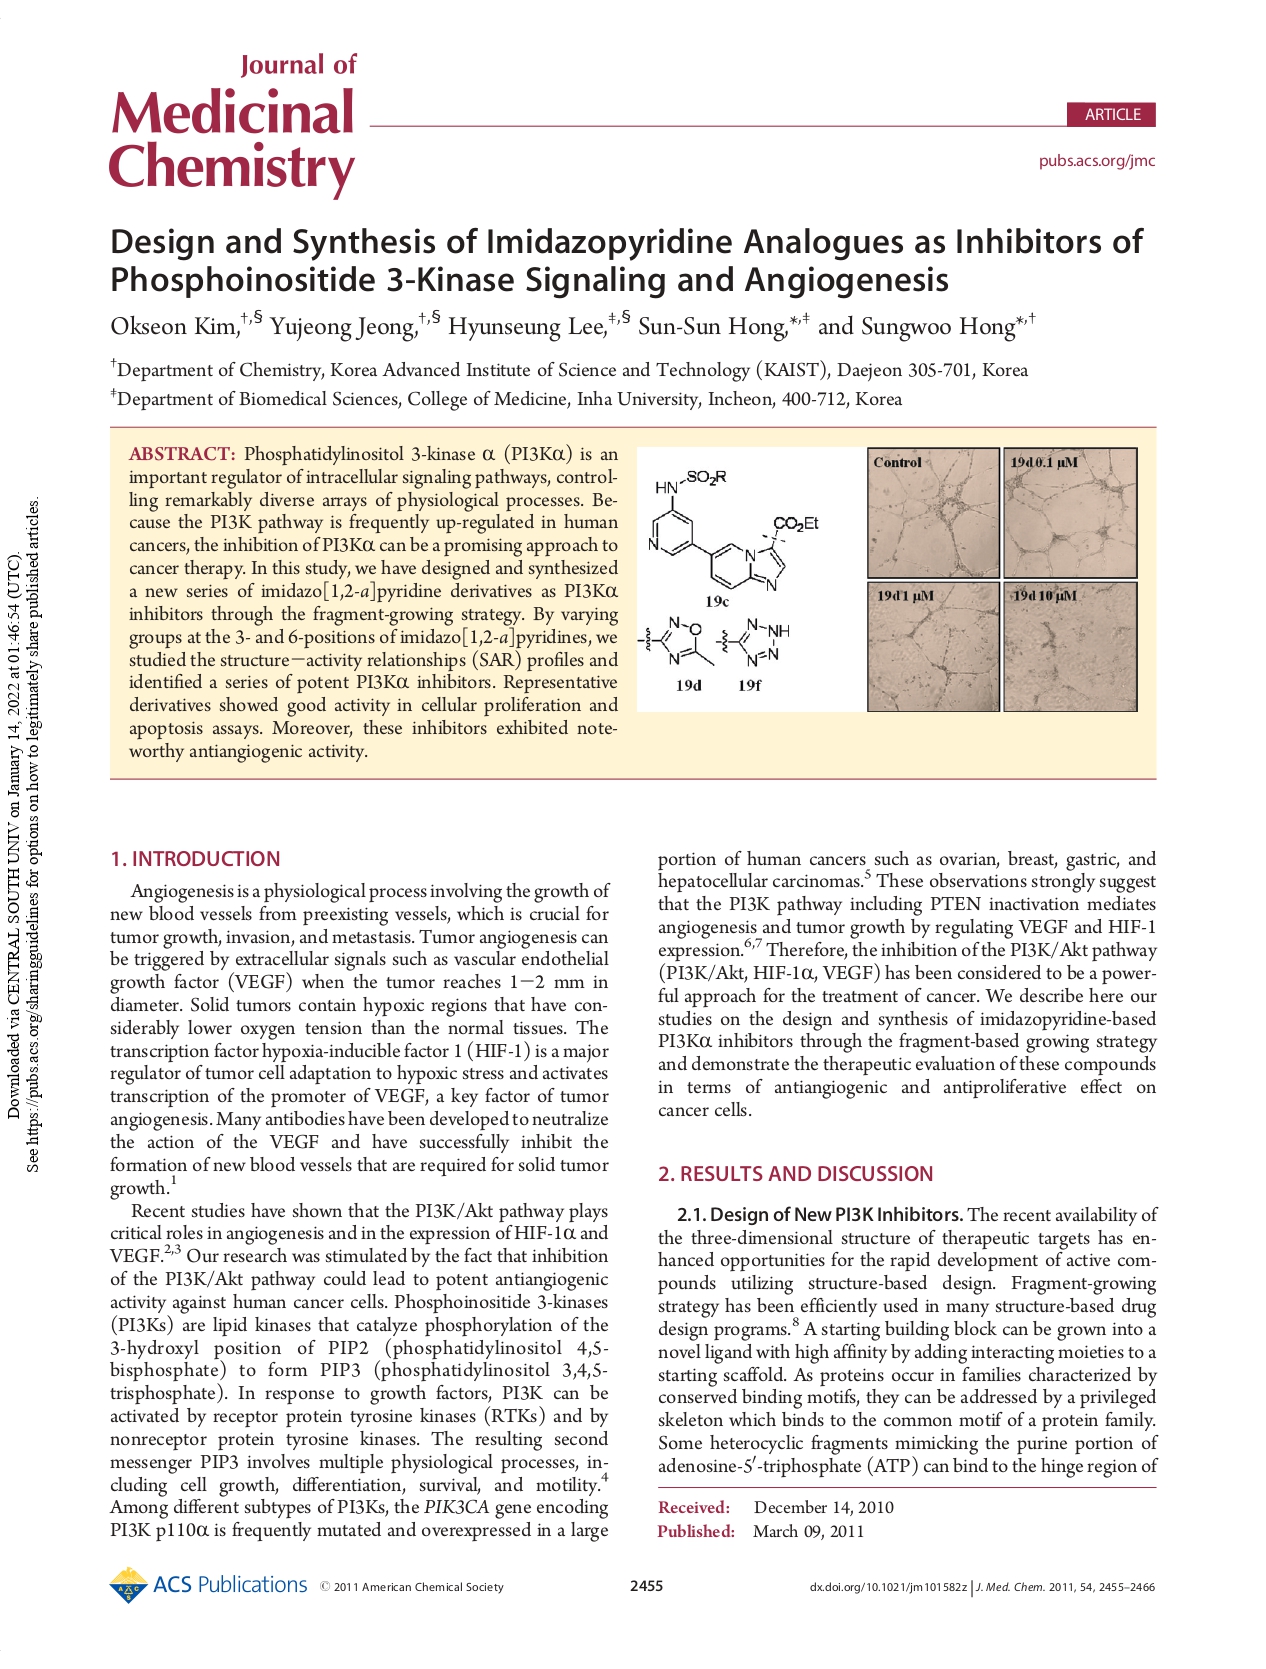 Journal of
Medicinal
Chemistry
ARTICLE
pubs.acs.org/jmc
Design and Synthesis of Imidazopyridine Analogues as Inhibitors of
Phosphoinositide 3-Kinase Signaling and Angiogenesis
Okseon Kim,†,§ Yujeong Jeong,†,§ Hyunseung Lee,‡,§ Sun-Sun Hong,*,‡ and Sungwoo Hong*,†
†Department of Chemistry, Korea Advanced Institute of Science and Technology (KAIST), Daejeon 305-701, Korea
‡Department of Biomedical Sciences, College of Medicine, Inha University, Incheon, 400-712, Korea
ABSTRACT: Phosphatidylinositol 3-kinase α (PI3Kα) is an
important regulator of intracellular signaling pathways, control-
ling remarkably diverse arrays of physiological processes. Be-
cause the PI3K pathway is frequently up-regulated in human
cancers, the inhibition of PI3Kα can be a promising approach to
cancer therapy. In this study, we have designed and synthesized
a new series of imidazo[1,2-a]pyridine derivatives as PI3Kα
inhibitors through the fragment-growing strategy. By varying
groups at the 3- and 6-positions of imidazo[1,2-a]pyridines, we
studied the structure−activity relationships (SAR) profiles and
identified a series of potent PI3Kα inhibitors. Representative
derivatives showed good activity in cellular proliferation and
apoptosis assays. Moreover, these inhibitors exhibited note-
worthy antiangiogenic activity.
HN SO₂R
CO₂Et
N
N
N
19c
N O
N
19d
N NH
N N
19f
Control
19d 0.1 μM
19d 1 μM
19d 10 μM
1. INTRODUCTION
Angiogenesis is a physiological process involving the growth of
new blood vessels from preexisting vessels, which is crucial for
tumor growth, invasion, and metastasis. Tumor angiogenesis can
be triggered by extracellular signals such as vascular endothelial
growth factor (VEGF) when the tumor reaches 1−2 mm in
diameter. Solid tumors contain hypoxic regions that have con-
siderably lower oxygen tension than the normal tissues. The
transcription factor hypoxia-inducible factor 1 (HIF-1) is a major
regulator of tumor cell adaptation to hypoxic stress and activates
transcription of the promoter of VEGF, a key factor of tumor
angiogenesis. Many antibodies have been developed to neutralize
the action of the VEGF and have successfully inhibit the
formation of new blood vessels that are required for solid tumor
growth.1
Recent studies have shown that the PI3K/Akt pathway plays
critical roles in angiogenesis and in the expression of HIF-1α and
VEGF.2,3 Our research was stimulated by the fact that inhibition
of the PI3K/Akt pathway could lead to potent antiangiogenic
activity against human cancer cells. Phosphoinositide 3-kinases
(PI3Ks) are lipid kinases that catalyze phosphorylation of the
3-hydroxyl position of PIP2 (phosphatidylinositol 4,5-
bisphosphate) to form PIP3 (phosphatidylinositol 3,4,5-
trisphosphate). In response to growth factors, PI3K can be
activated by receptor protein tyrosine kinases (RTKs) and by
nonreceptor protein tyrosine kinases. The resulting second
messenger PIP3 involves multiple physiological processes, in-
cluding cell growth, differentiation, survival, and motility.4
Among different subtypes of PI3Ks, the PIK3CA gene encoding
PI3K p110α is frequently mutated and overexpressed in a large
portion of human cancers such as ovarian, breast, gastric, and
hepatocellular carcinomas.5 These observations strongly suggest
that the PI3K pathway including PTEN inactivation mediates
angiogenesis and tumor growth by regulating VEGF and HIF-1
expression.6,7 Therefore, the inhibition of the PI3K/Akt pathway
(PI3K/Akt, HIF-1α, VEGF) has been considered to be a power-
ful approach for the treatment of cancer. We describe here our
studies on the design and synthesis of imidazopyridine-based
PI3Kα inhibitors through the fragment-based growing strategy
and demonstrate the therapeutic evaluation of these compounds
in terms of antiangiogenic and antiproliferative effect on
cancer cells.
2. RESULTS AND DISCUSSION
2.1. Design of New PI3K Inhibitors. The recent availability of
the three-dimensional structure of therapeutic targets has en-
hanced opportunities for the rapid development of active com-
pounds utilizing structure-based design. Fragment-growing
strategy has been efficiently used in many structure-based drug
design programs.8 A starting building block can be grown into a
novel ligand with high affinity by adding interacting moieties to a
starting scaffold. As proteins occur in families characterized by
conserved binding motifs, they can be addressed by a privileged
skeleton which binds to the common motif of a protein family.
Some heterocyclic fragments mimicking the purine portion of
adenosine-5′-triphosphate (ATP) can bind to the hinge region of
Received: December 14, 2010
Published: March 09, 2011
ACS Publications © 2011 American Chemical Society
2455
dx.doi.org/10.1021/jm101582z | J. Med. Chem. 2011, 54, 2455–2466
Downloaded via CENTRAL SOUTH UNIV on January 14, 2022 at 01:46:54 (UTC).
See https://pubs.acs.org/sharingguidelines for options on how to legitimately share published articles.